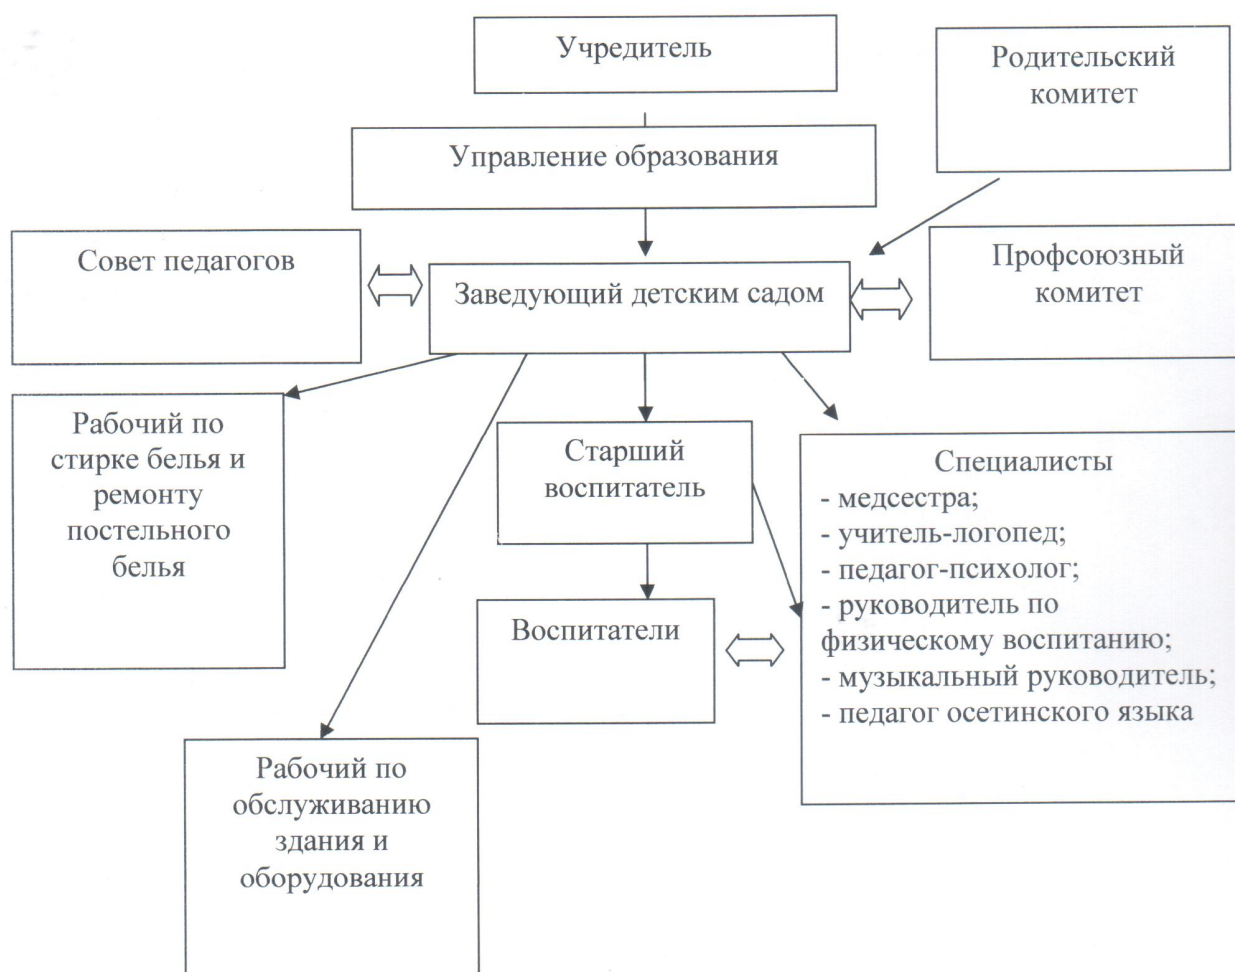 Учредитель
Родительский
комитет
Управление образования
Совет педагогов
Заведующий детским садом
Профсоюзный
комитет
Рабочий по
стирке белья и
ремонту
постельного
белья
Старший
воспитатель
Специалисты
- медсестра;
- учитель-логопед;
- педагог-психолог;
- руководитель по
физическому воспитанию;
- музыкальный руководитель;
- педагог осетинского языка
Воспитатели
Рабочий по
обслуживанию
здания и
оборудования